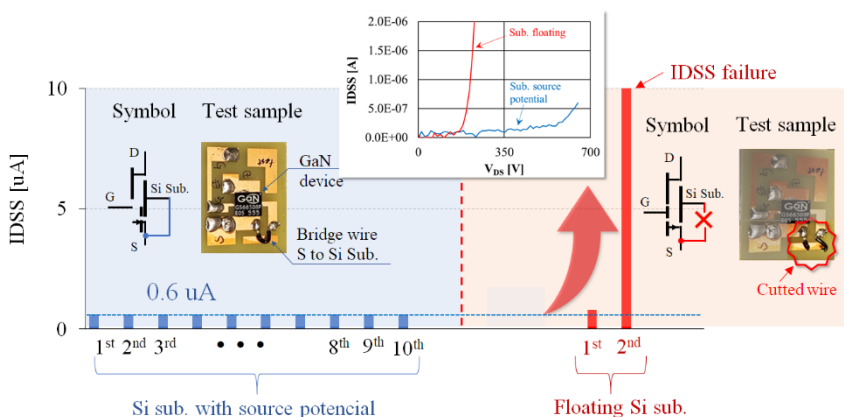 2.0E-06
1.5E-06
1.0E-06
5.0E-07
0.0E+00
IDSS [A]
Sub. floating
Sub. source
potential
0
350
700
V_DS [V]
10
5
0
IDSS [uA]
Symbol
Test sample
D
G
S
Si Sub.
GaN
device
Bridge wire
S to Si Sub.
GaN
0.6 uA
IDSS failure
Symbol
Test sample
D
G
S
Si Sub.
GaN
Cutted wire
1st 2nd 3rd • • • 8th 9th 10th
1st 2nd
Si sub. with source potencial
Floating Si sub.